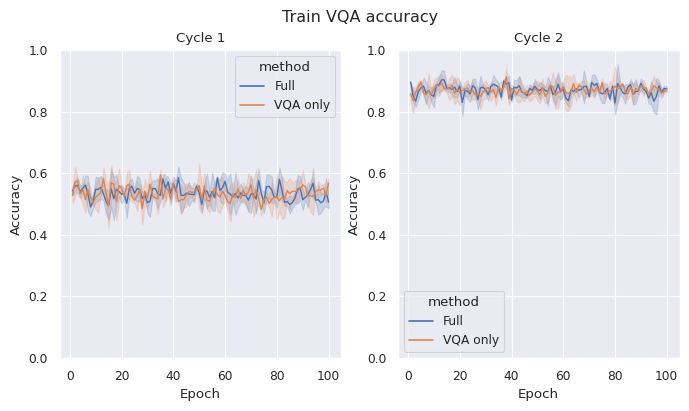 Train VQA accuracy
Cycle 1
1.0
0.8
0.6
0.4
0.2
0.0
Accuracy
0 20 40 60 80 100
Epoch
method
Full
VQA only
Cycle 2
1.0
0.8
0.6
0.4
0.2
0.0
Accuracy
0 20 40 60 80 100
Epoch
method
Full
VQA only